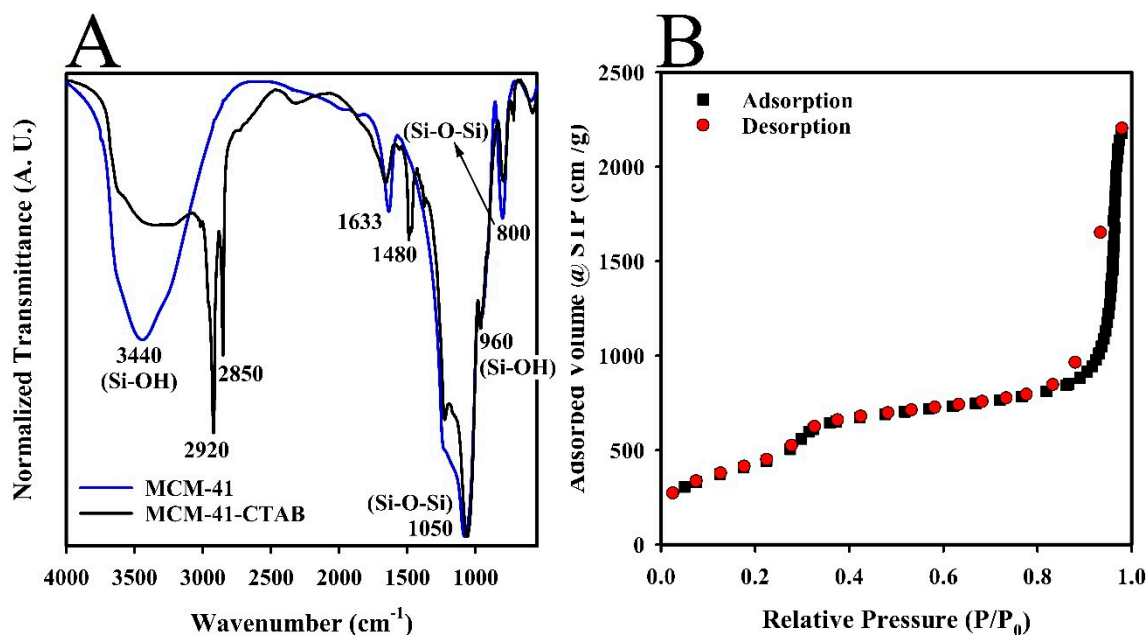 A
Normalized Transmittance (A. U.)
(Si-O-Si)
1633
1480
800
3440
(Si-OH)
2850
960
(Si-OH)
2920
(Si-O-Si)
1050
MCM-41
MCM-41-CTAB
4000 3500 3000 2500 2000 1500 1000
Wavenumber (cm⁻¹)
B
Adsorbed Volume @ STP (cm /g)
2500
2000
1500
1000
500
0
Adsorption
Desorption
0.0 0.2 0.4 0.6 0.8 1.0
Relative Pressure (P/P₀)